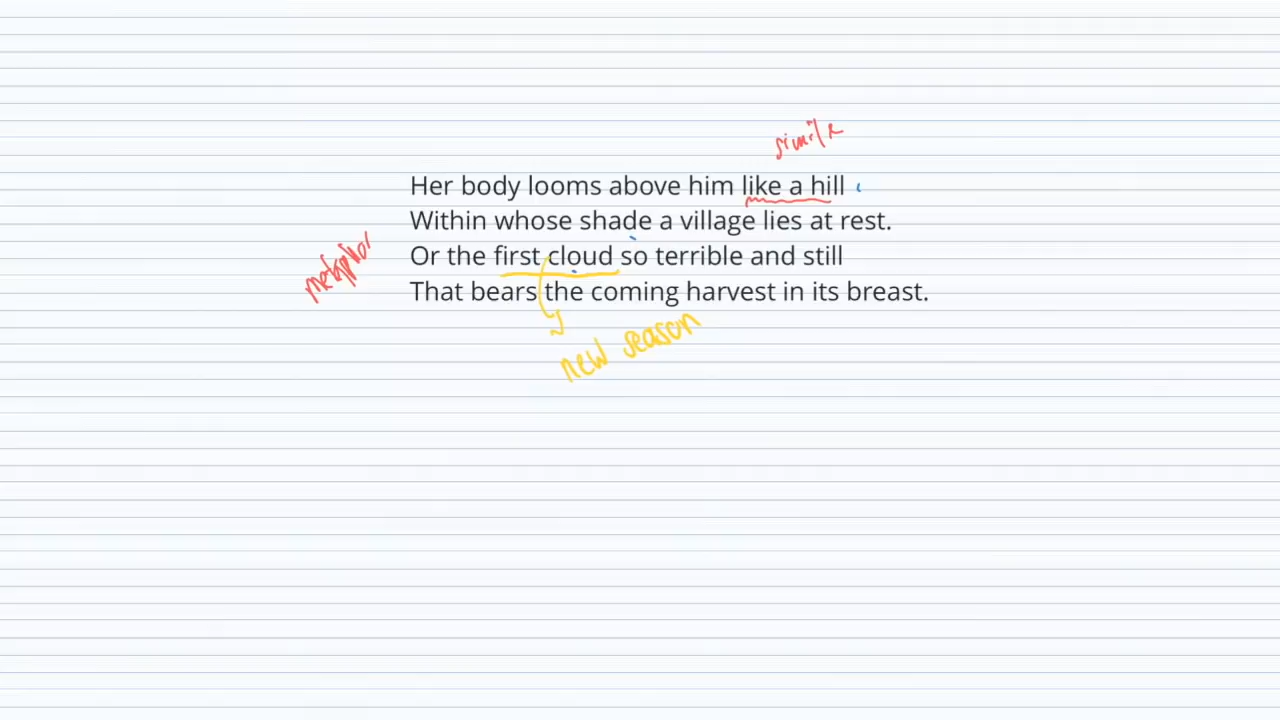 simile
Her body looms above him like a hill
Within whose shade a village lies at rest.
metaphor
Or the first cloud so terrible and still
That bears the coming harvest in its breast.
new season